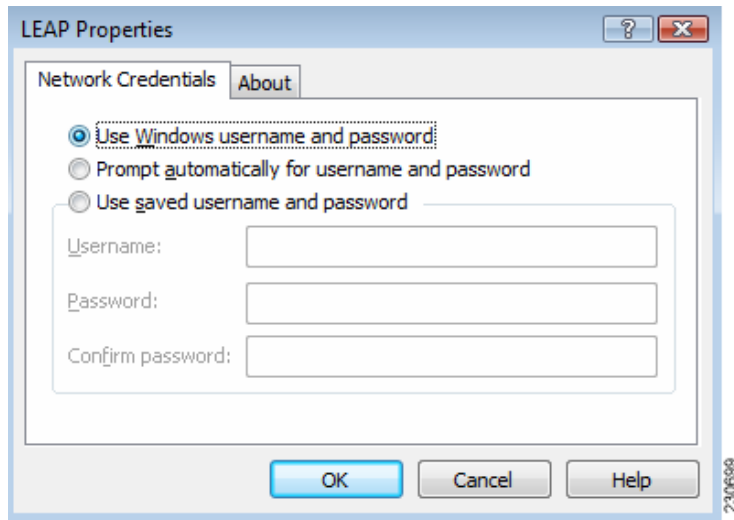 LEAP Properties
Network Credentials
About
Use Windows username and password
Prompt automatically for username and password
Use saved username and password
Username:
Password:
Confirm password:
OK
Cancel
Help
230699